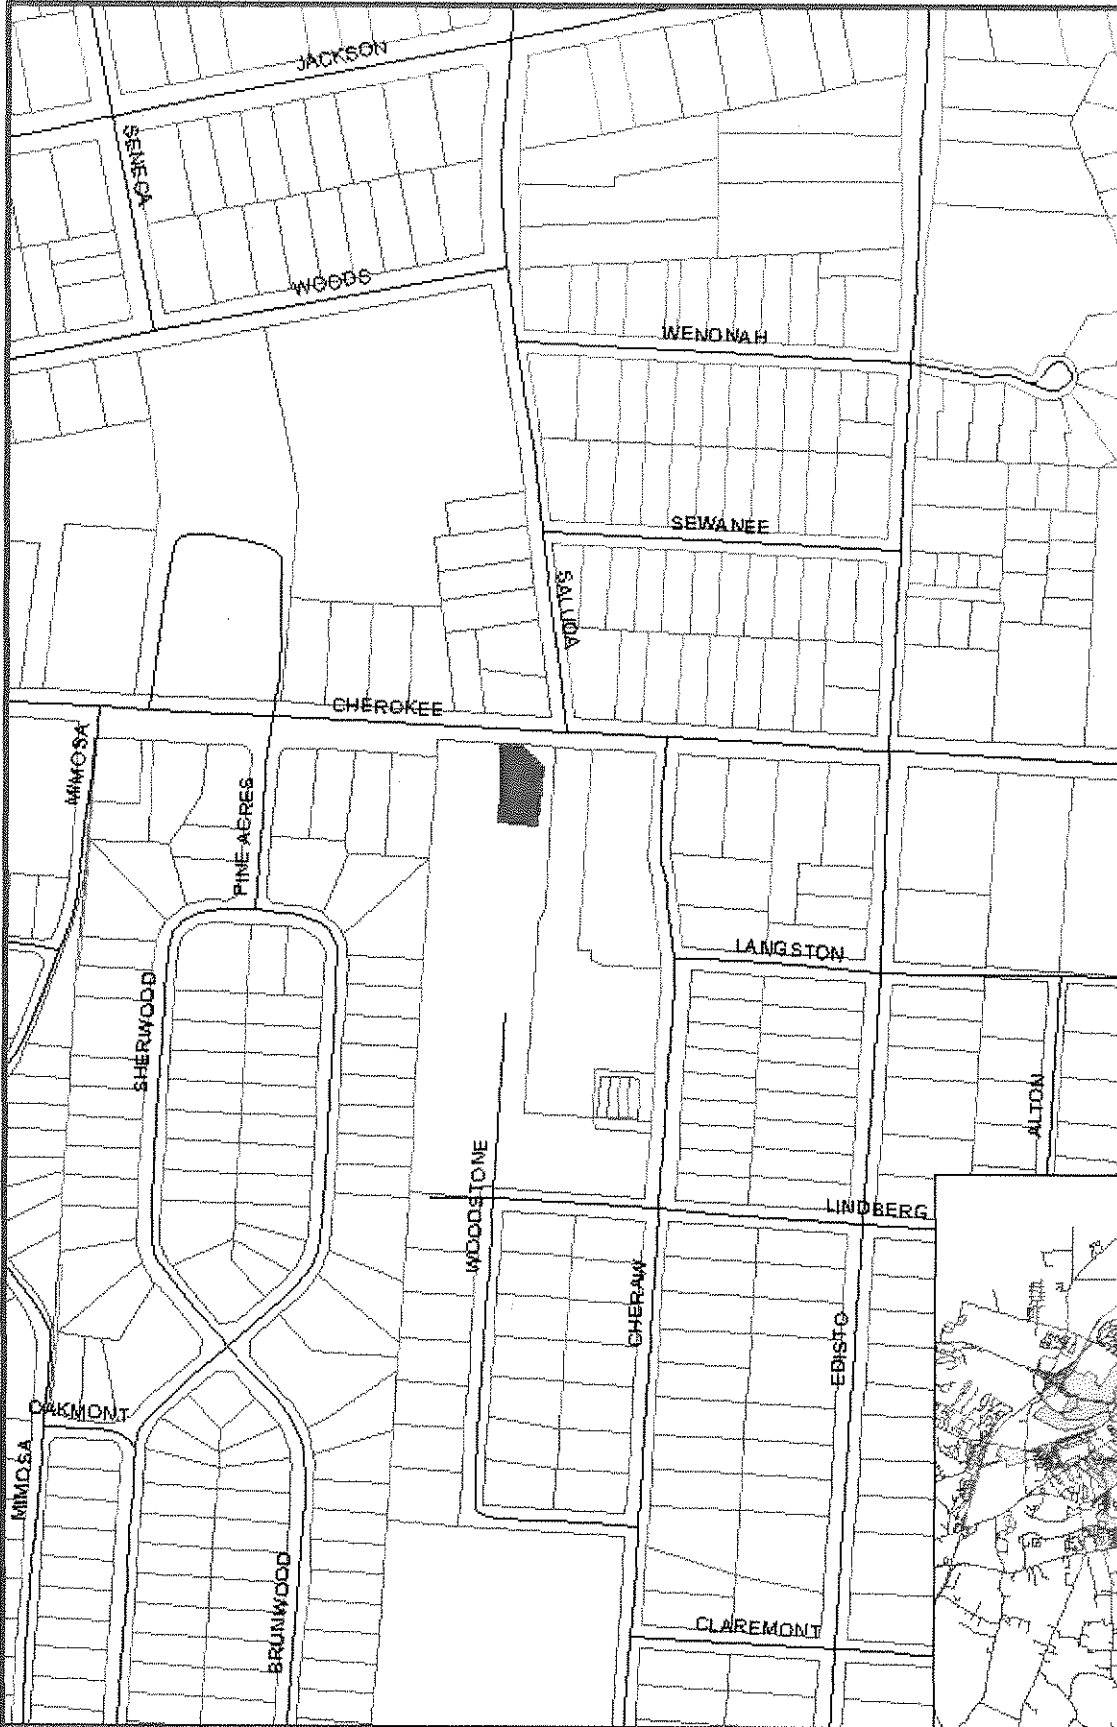 JACKSON
SENECA
WOODS
WENONAH
SEWANEE
SALUDA
CHEROKEE
MIMOSA
PINE ACRES
LANGSTON
SHERWOOD
ALTON
WOODSTONE
LINDBERG
CHERAW
EDISTO
OAKMONT
MIMOSA
BRUNWOOD
CLAREMONT